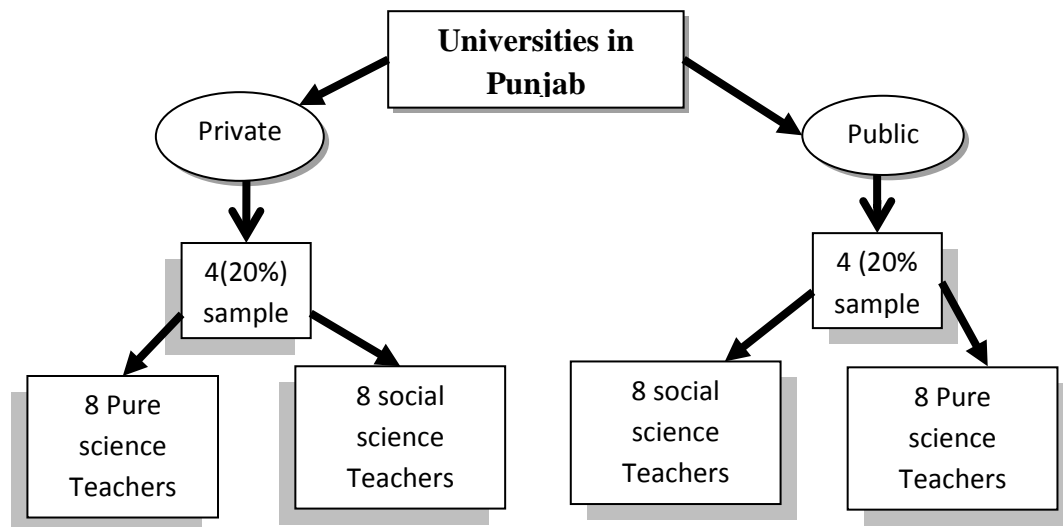 Universities in
Punjab
Private
Public
4(20%)
sample
4 (20%
sample
8 Pure
science
Teachers
8 social
science
Teachers
8 social
science
Teachers
8 Pure
science
Teachers